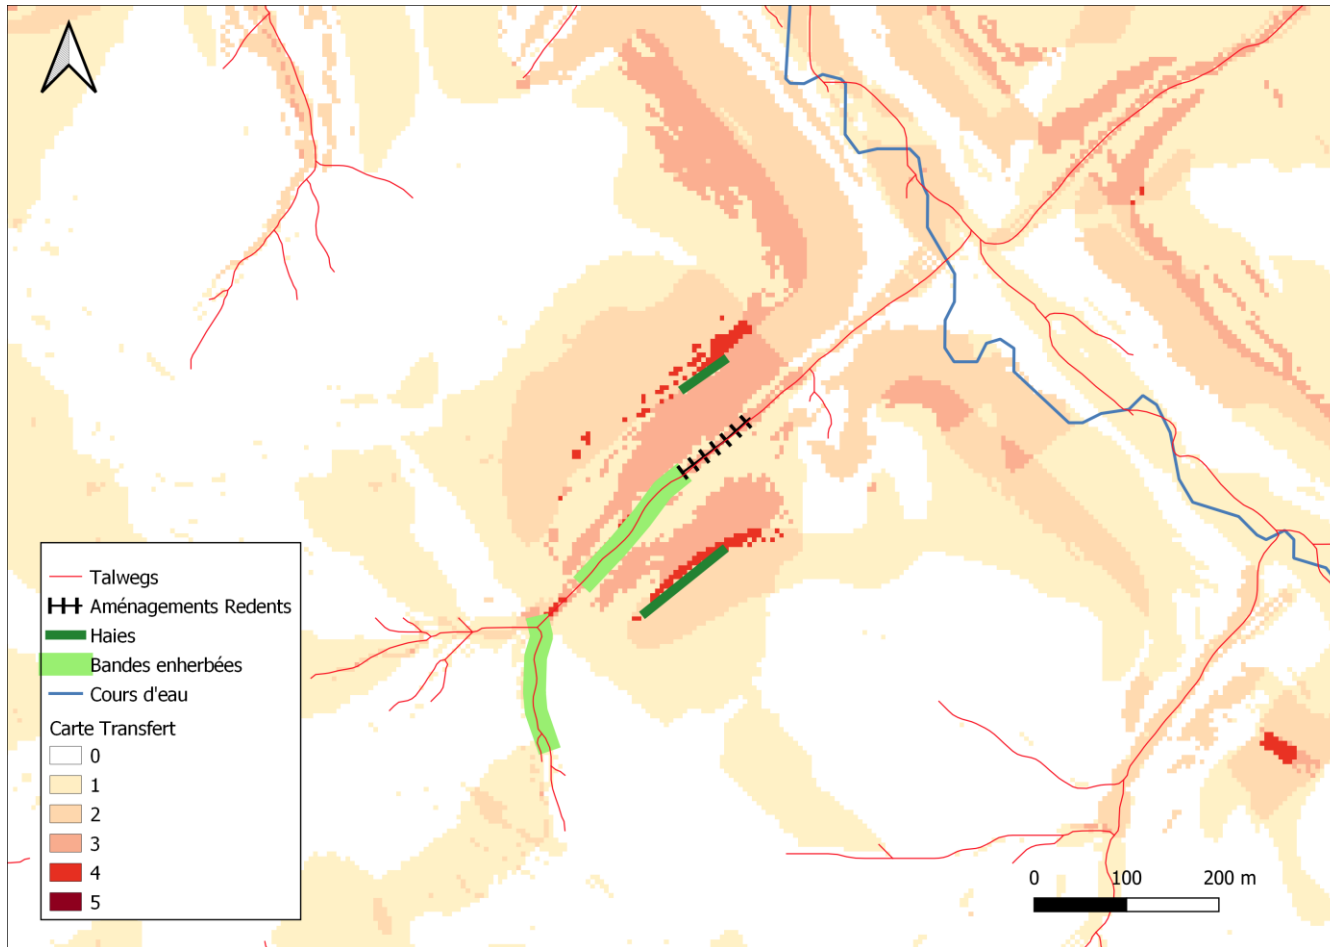 Talwegs
Aménagements Redents
Haies
Bandes enherbées
Cours d'eau
Carte Transfert
0
1
2
3
4
5
0 100 200 m